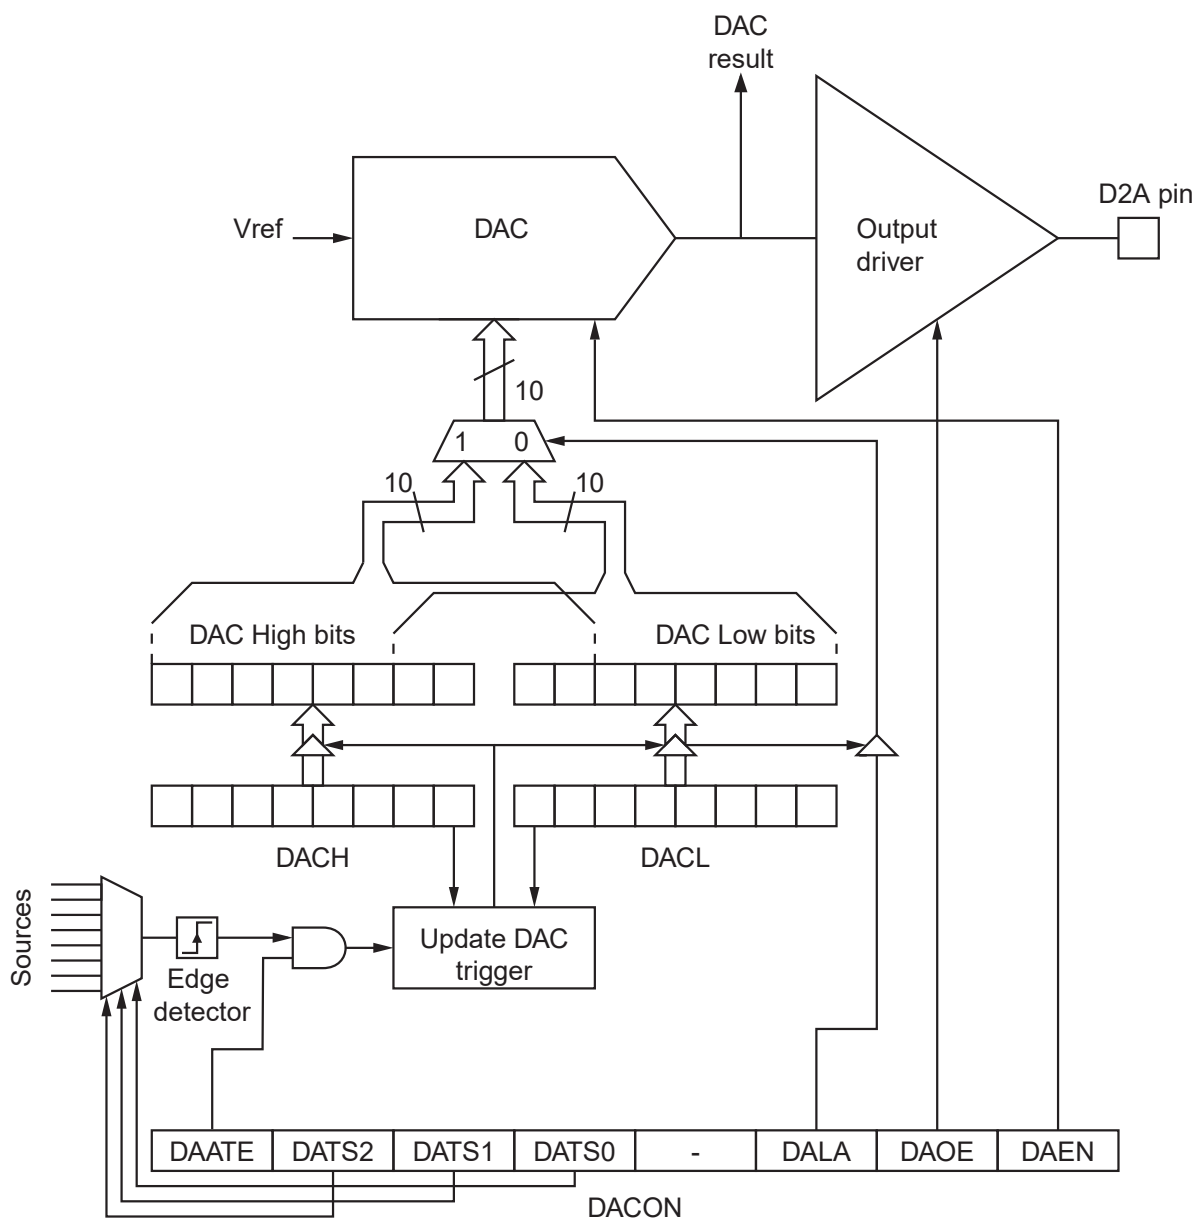 DAC
result
D2A pin
Vref
DAC
Output
driver
10
1 0
10 10
DAC High bits DAC Low bits
DACH DACL
Sources
Update DAC
trigger
Edge
detector
DAATE DATS2 DATS1 DATS0 - DALA DAOE DAEN
DACON